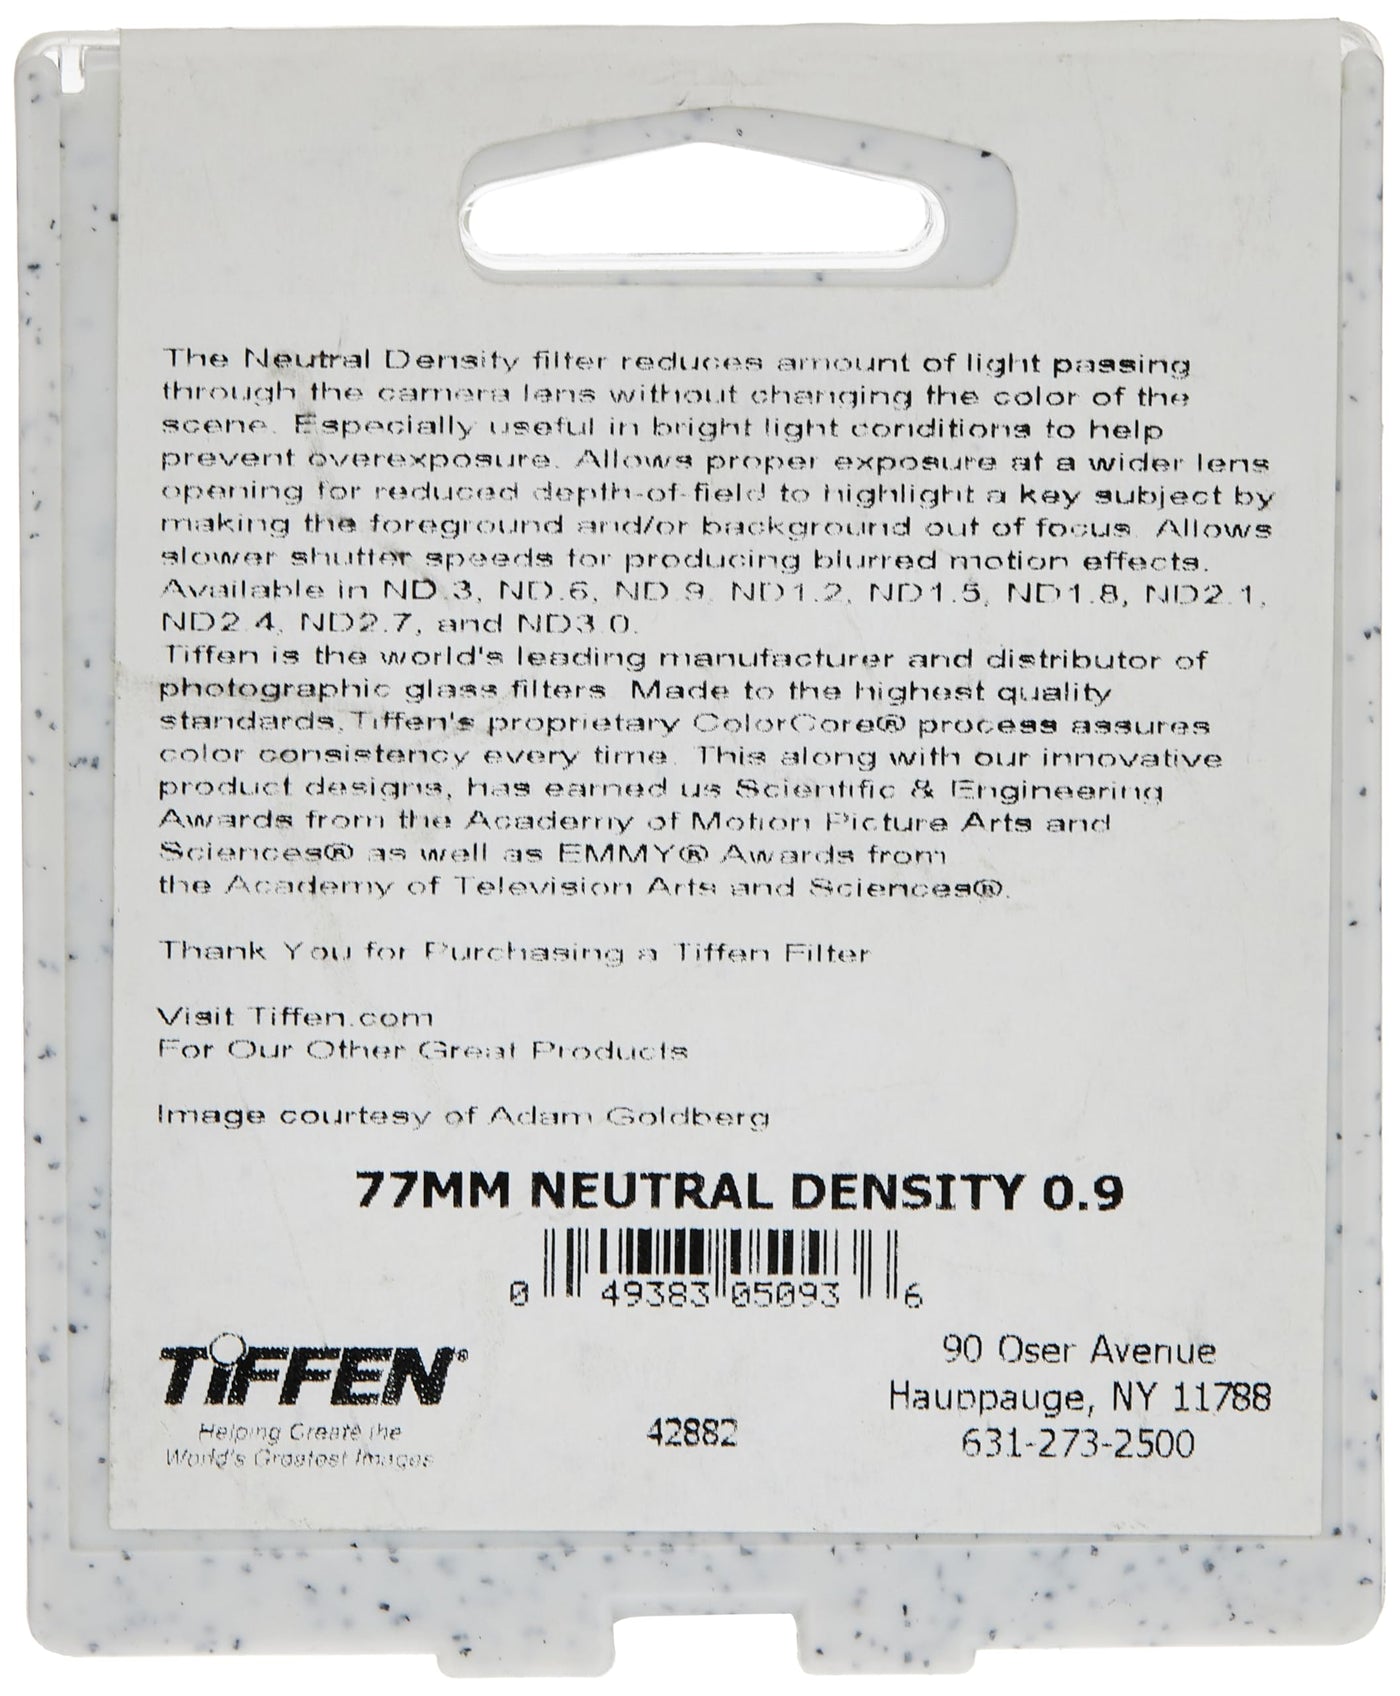 The Neutral Density filter reduces amount of light passing
through the camera lens without changing the color of the
scene. Especially useful in bright light conditions to help
prevent overexposure. Allows proper exposure at a wider lens
opening for reduced depth-of-field to highlight a key subject by
making the foreground and/or background out of focus. Allows
slower shutter speeds for producing blurred motion effects.
Available in ND.3, ND.6, ND.9, ND1.2, ND1.5, ND1.8, ND2.1,
ND2.4, ND2.7, and ND3.0.
Tiffen is the world's leading manufacturer and distributor of
photographic glass filters. Made to the highest quality
standards, Tiffen's proprietary ColorCore® process assures
color consistency every time. This along with our innovative
product designs, has earned us Scientific & Engineering
Awards from the Academy of Motion Picture Arts and
Sciences® as well as EMMY® Awards from
the Academy of Television Arts and Sciences®.
Thank You for Purchasing a Tiffen Filter
Visit Tiffen.com
For Our Other Great Products
Image courtesy of Adam Goldberg
77MM NEUTRAL DENSITY 0.9
0 49383 05093 6
TIFFEN®
Helping Create the
World's Greatest Images
42882
90 Oser Avenue
Hauppauge, NY 11788
631-273-2500